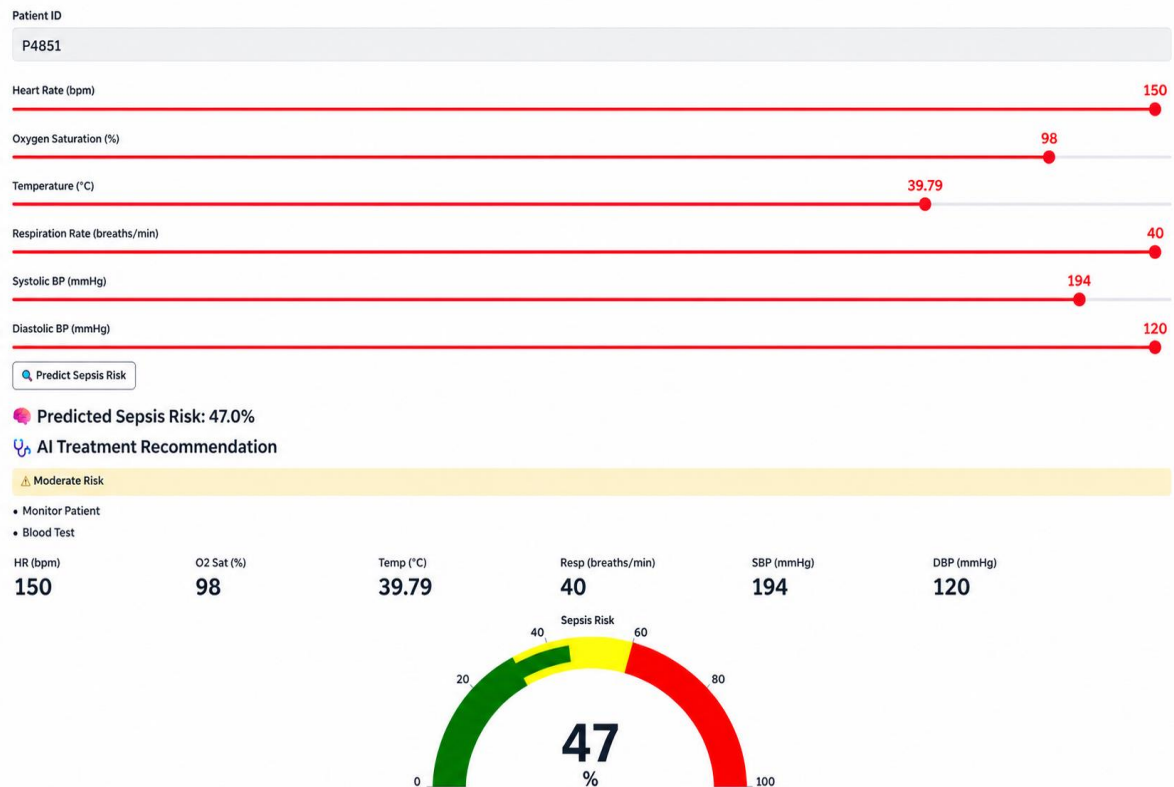 Patient ID
P4851
Heart Rate (bpm)
150
Oxygen Saturation (%)
98
Temperature (°C)
39.79
Respiration Rate (breaths/min)
40
Systolic BP (mmHg)
194
Diastolic BP (mmHg)
120
🔍 Predict Sepsis Risk
🧠 Predicted Sepsis Risk: 47.0%
🩺 AI Treatment Recommendation
⚠ Moderate Risk
• Monitor Patient
• Blood Test
HR (bpm) O2 Sat (%) Temp (°C) Resp (breaths/min) SBP (mmHg) DBP (mmHg)
150 98 39.79 40 194 120
Sepsis Risk
40 60
20 80
47
%
0 100